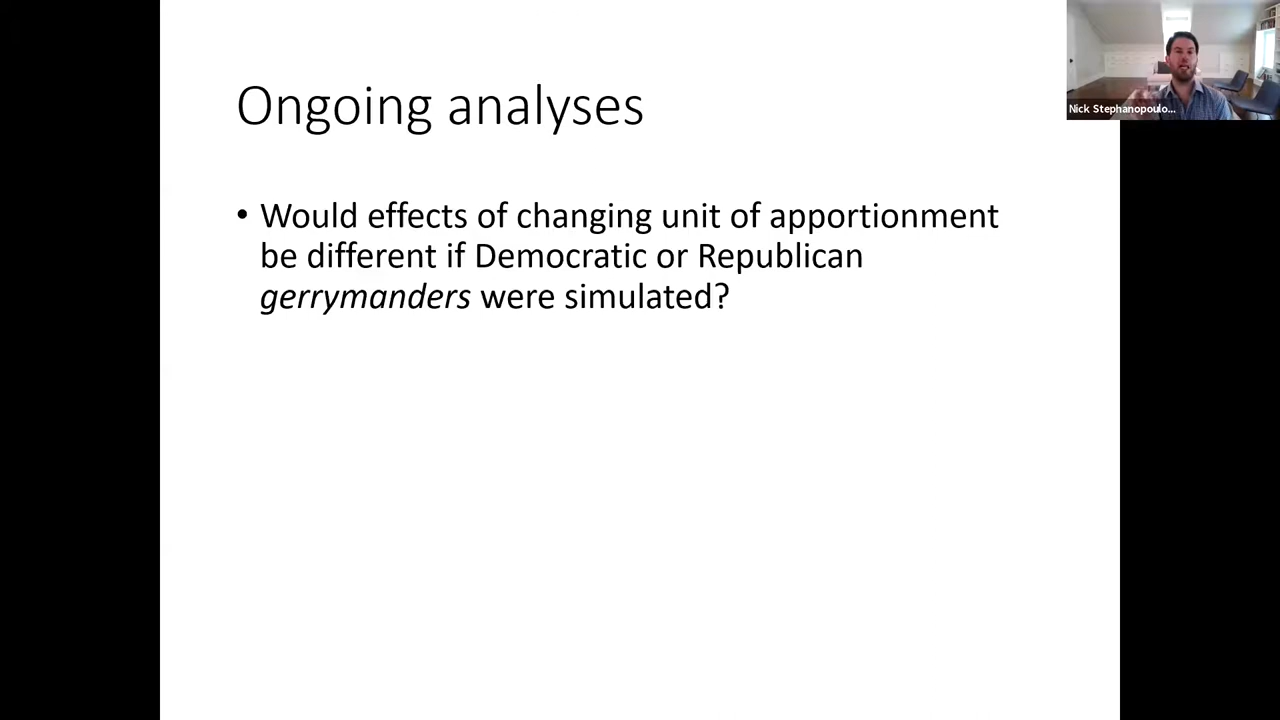 Ongoing analyses
• Would effects of changing unit of apportionment
be different if Democratic or Republican
gerrymanders were simulated?
Nick Stephanopoulo...